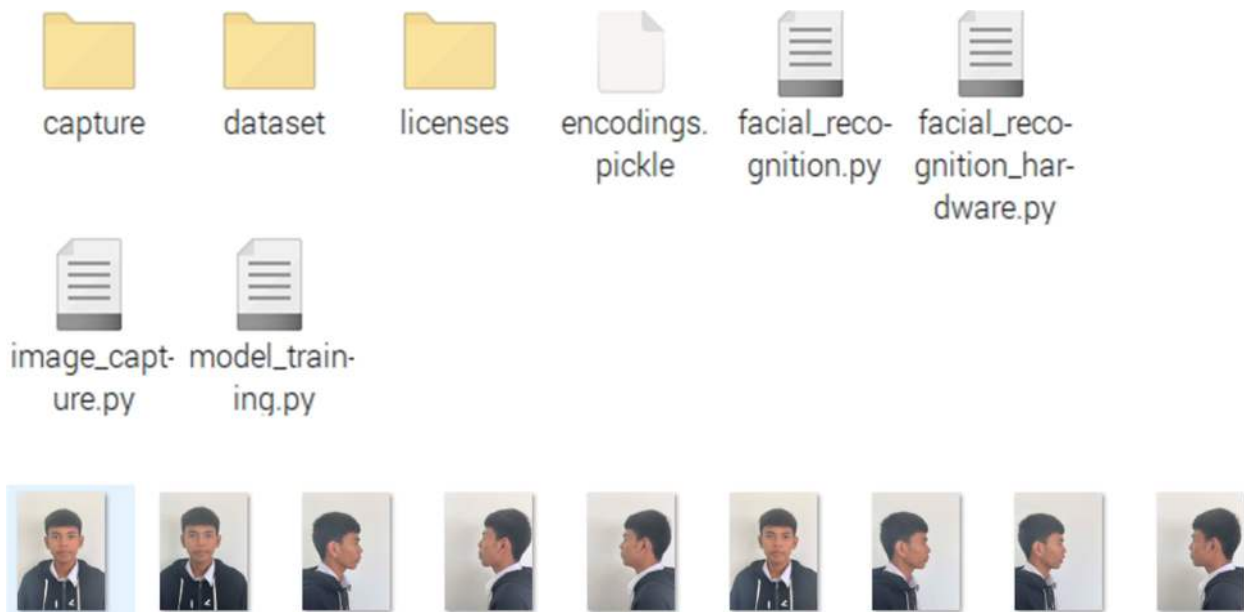 capture
dataset
licenses
encodings.
pickle
facial_reco-
gnition.py
facial_reco-
gnition_har-
dware.py
image_capt-
ure.py
model_train-
ing.py